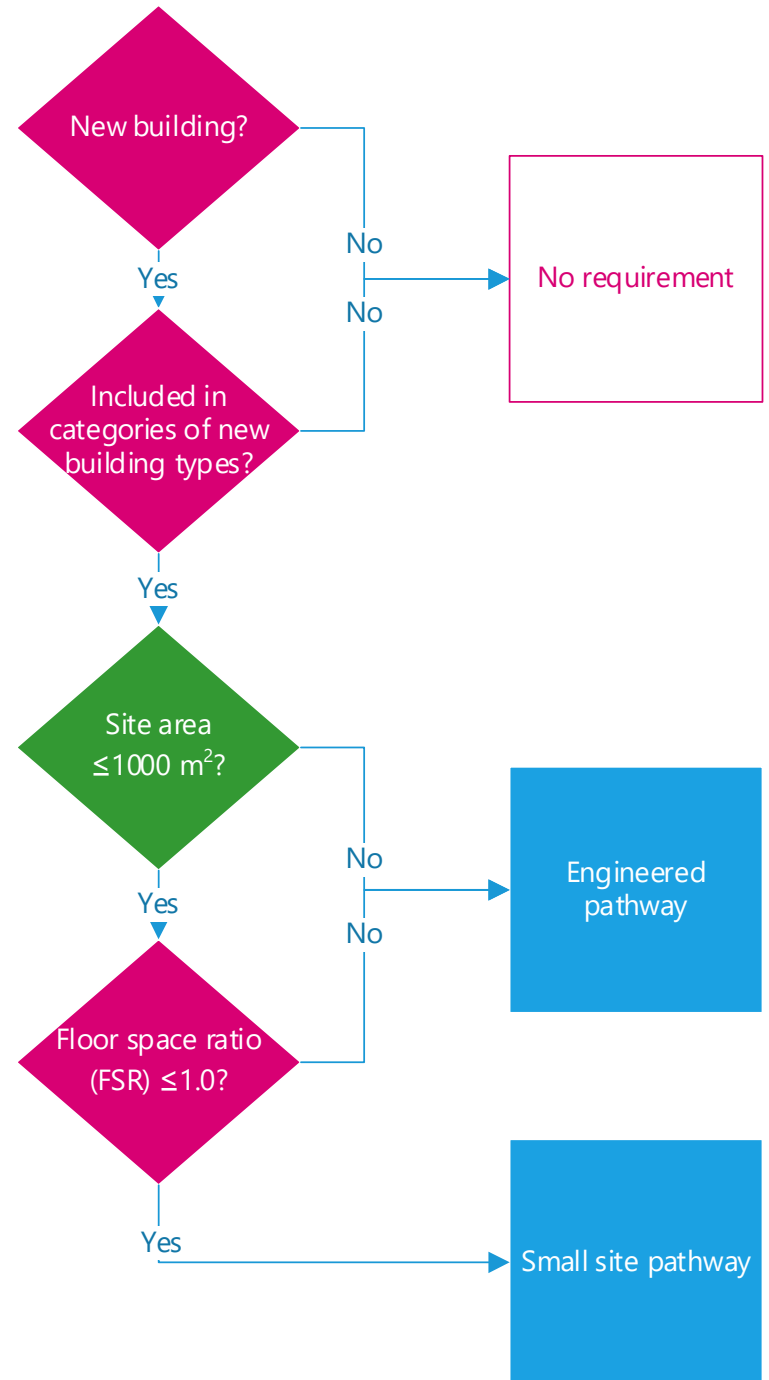 New building?
No
Yes
No requirement
No
Included in
categories of new
building types?
Yes
Site area
≤1000 m²?
No
Engineered
pathway
Yes
No
Floor space ratio
(FSR) ≤1.0?
Yes
Small site pathway